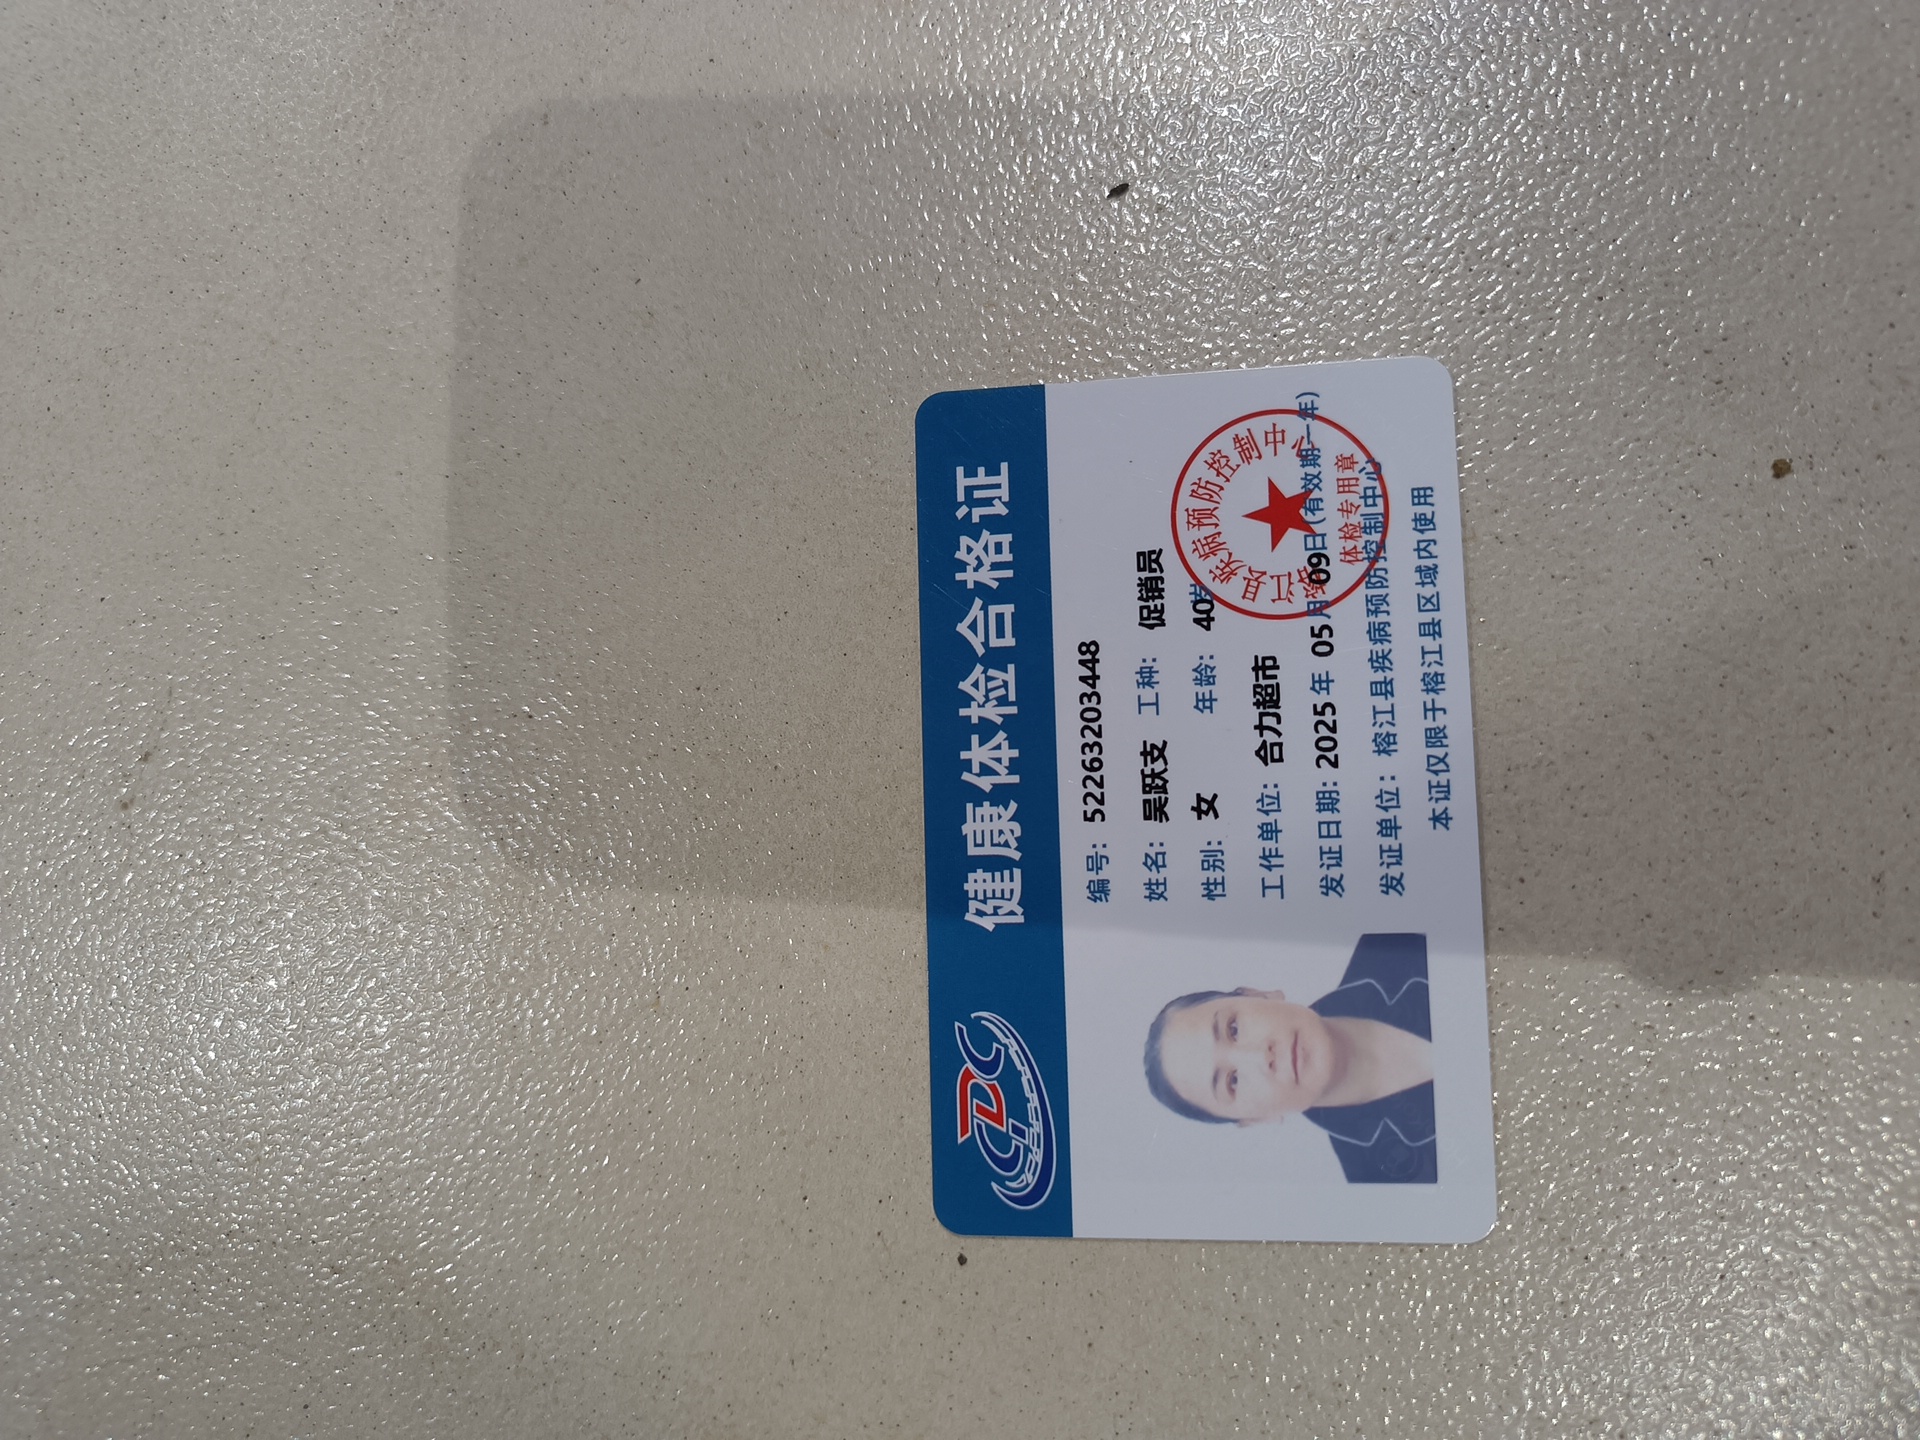 CDC
健康体检合格证
编号: 52263203448
姓名: 吴跃支 工种: 促销员
性别: 女 年龄: 40岁
工作单位: 合力超市
发证日期: 2025年 05月 09日(有效期一年)
发证单位: 榕江县疾病预防控制中心
本证仅限于榕江县区域内使用
榕江县疾病预防控制中心
体检专用章